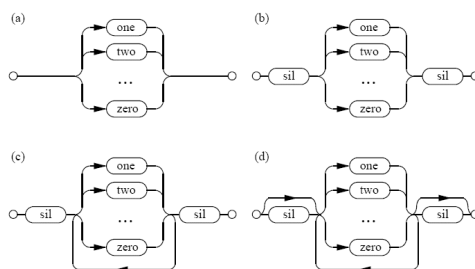 (a)
one
two
...
zero
(b)
one
two
sil
sil
...
zero
(c)
one
two
sil
sil
...
zero
(d)
one
two
sil
sil
...
zero